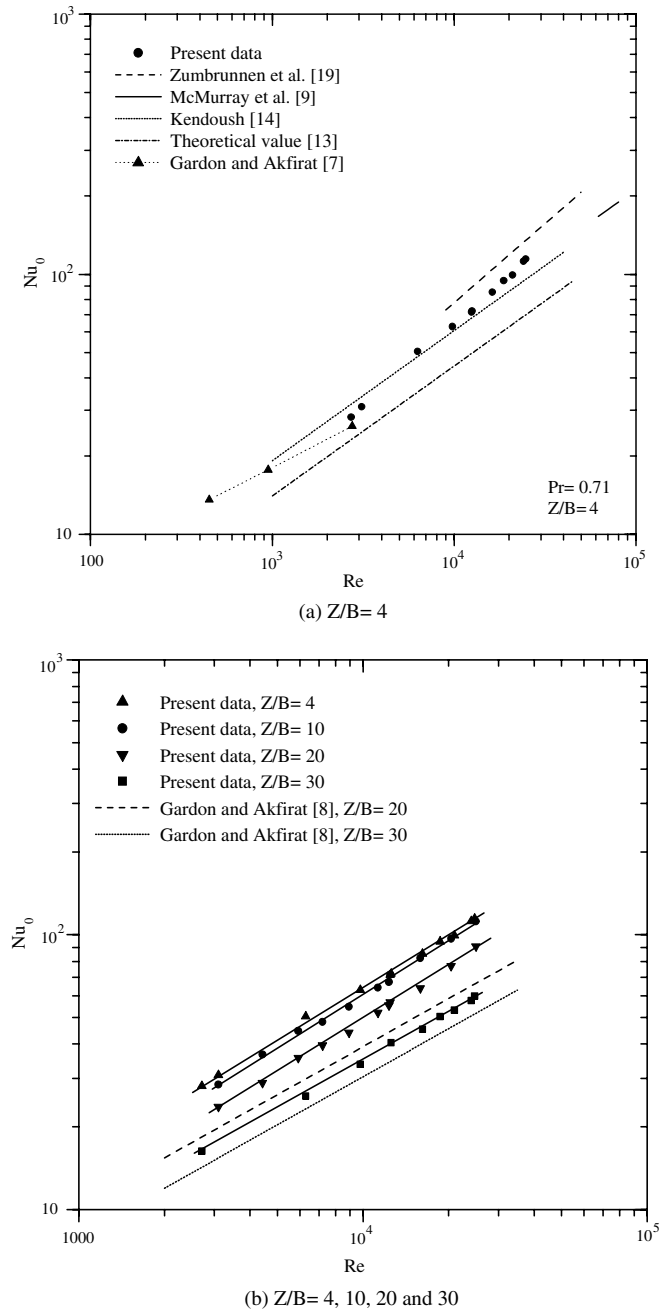 10³
Present data
Zumbrunnen et al. [19]
McMurray et al. [9]
Kendoush [14]
Theoretical value [13]
Gardon and Akfirat [7]
Nu₀
10²
Pr= 0.71
Z/B= 4
10
100
10³
10⁴
10⁵
Re
(a) Z/B= 4
10³
Present data, Z/B= 4
Present data, Z/B= 10
Present data, Z/B= 20
Present data, Z/B= 30
Gardon and Akfirat [8], Z/B= 20
Gardon and Akfirat [8], Z/B= 30
Nu₀
10²
10
1000
10⁴
10⁵
Re
(b) Z/B= 4, 10, 20 and 30